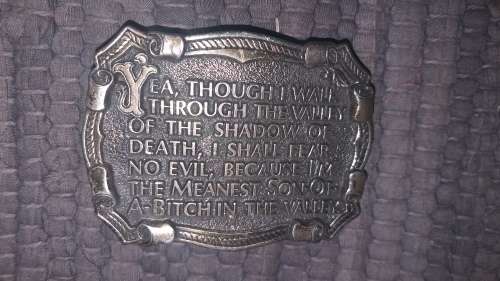 YEA, THOUGH I WALK
THROUGH THE VALLEY
OF THE SHADOW OF
DEATH, I SHALL FEAR
NO EVIL, BECAUSE I'M
THE MEANEST SON-OF-
A-BITCH IN THE VALLEY.